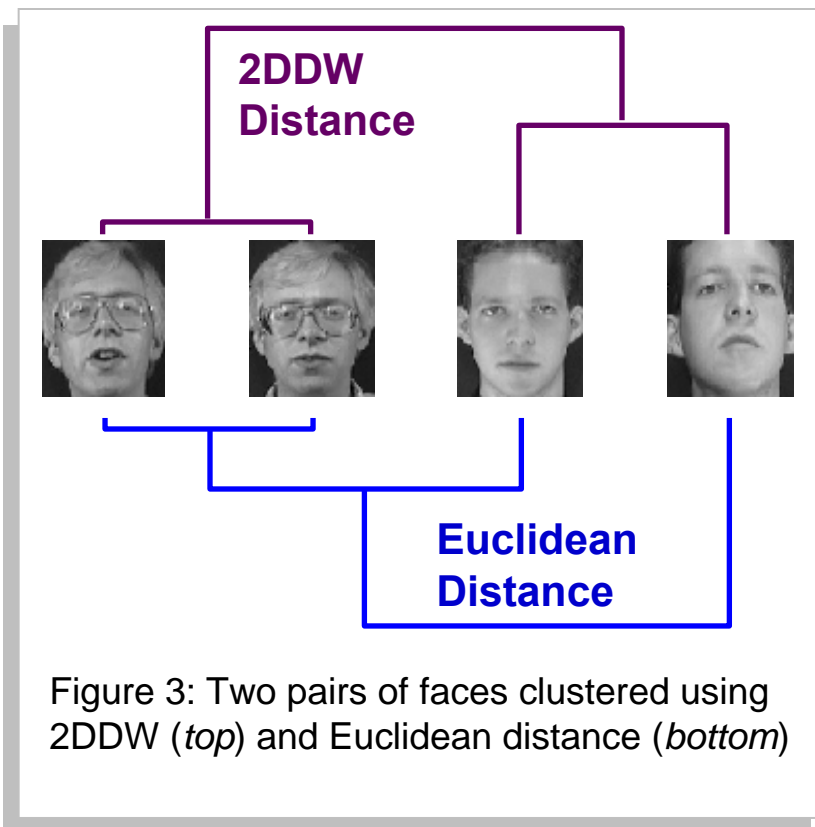 2DDW
Distance
Euclidean
Distance
Figure 3: Two pairs of faces clustered using
2DDW (top) and Euclidean distance (bottom)